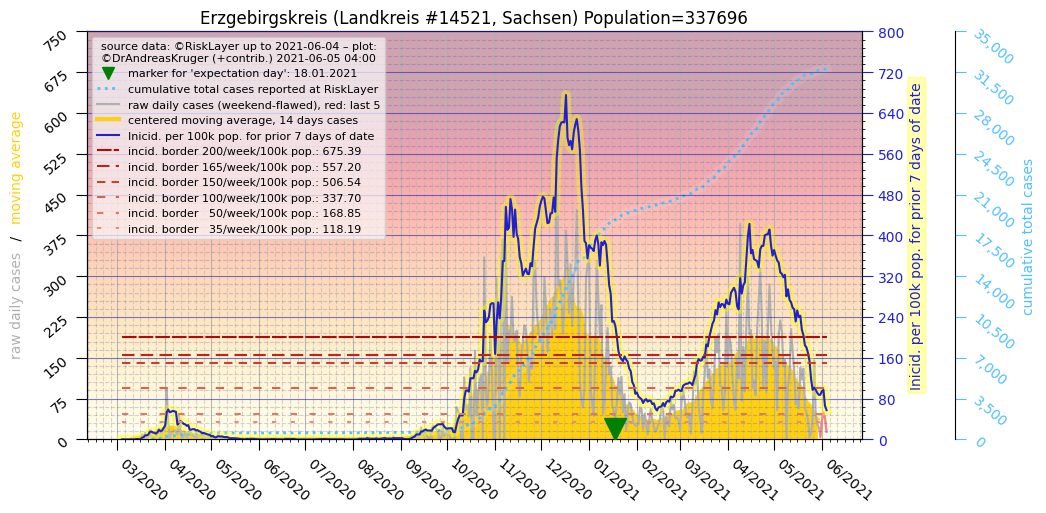 Erzgebirgskreis (Landkreis #14521, Sachsen) Population=337696
source data: ©RiskLayer up to 2021-06-04 – plot:
©DrAndreasKruger (+contrib.) 2021-06-05 04:00
marker for 'expectation day': 18.01.2021
cumulative total cases reported at RiskLayer
raw daily cases (weekend-flawed), red: last 5
centered moving average, 14 days cases
Inicid. per 100k pop. for prior 7 days of date
incid. border 200/week/100k pop.: 675.39
incid. border 165/week/100k pop.: 557.20
incid. border 150/week/100k pop.: 506.54
incid. border 100/week/100k pop.: 337.70
incid. border 50/week/100k pop.: 168.85
incid. border 35/week/100k pop.: 118.19
raw daily cases / moving average
750
675
600
525
450
375
300
225
150
75
0
03/2020
04/2020
05/2020
06/2020
07/2020
08/2020
09/2020
10/2020
11/2020
12/2020
01/2021
02/2021
03/2021
04/2021
05/2021
06/2021
800
720
640
560
480
400
320
240
160
80
0
Inicid. per 100k pop. for prior 7 days of date
35,000
31,500
28,000
24,500
21,000
17,500
14,000
10,500
7,000
3,500
0
cumulative total cases